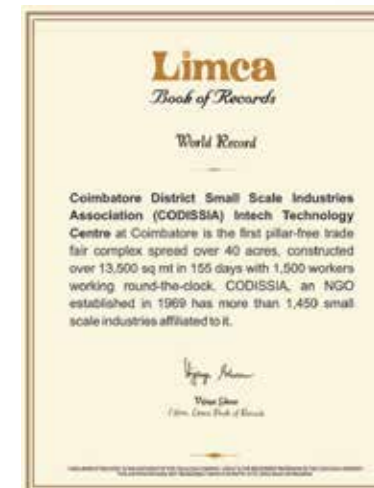 Limca
Book of Records
World Record
Coimbatore District Small Scale Industries
Association (CODISSIA) Intech Technology
Centre at Coimbatore is the first pillar-free trade
fair complex spread over 40 acres, constructed
over 13,500 sq mt in 155 days with 1,500 workers
working round-the-clock. CODISSIA, an NGO
established in 1969 has more than 1,450 small
scale industries affiliated to it.
Book of Records